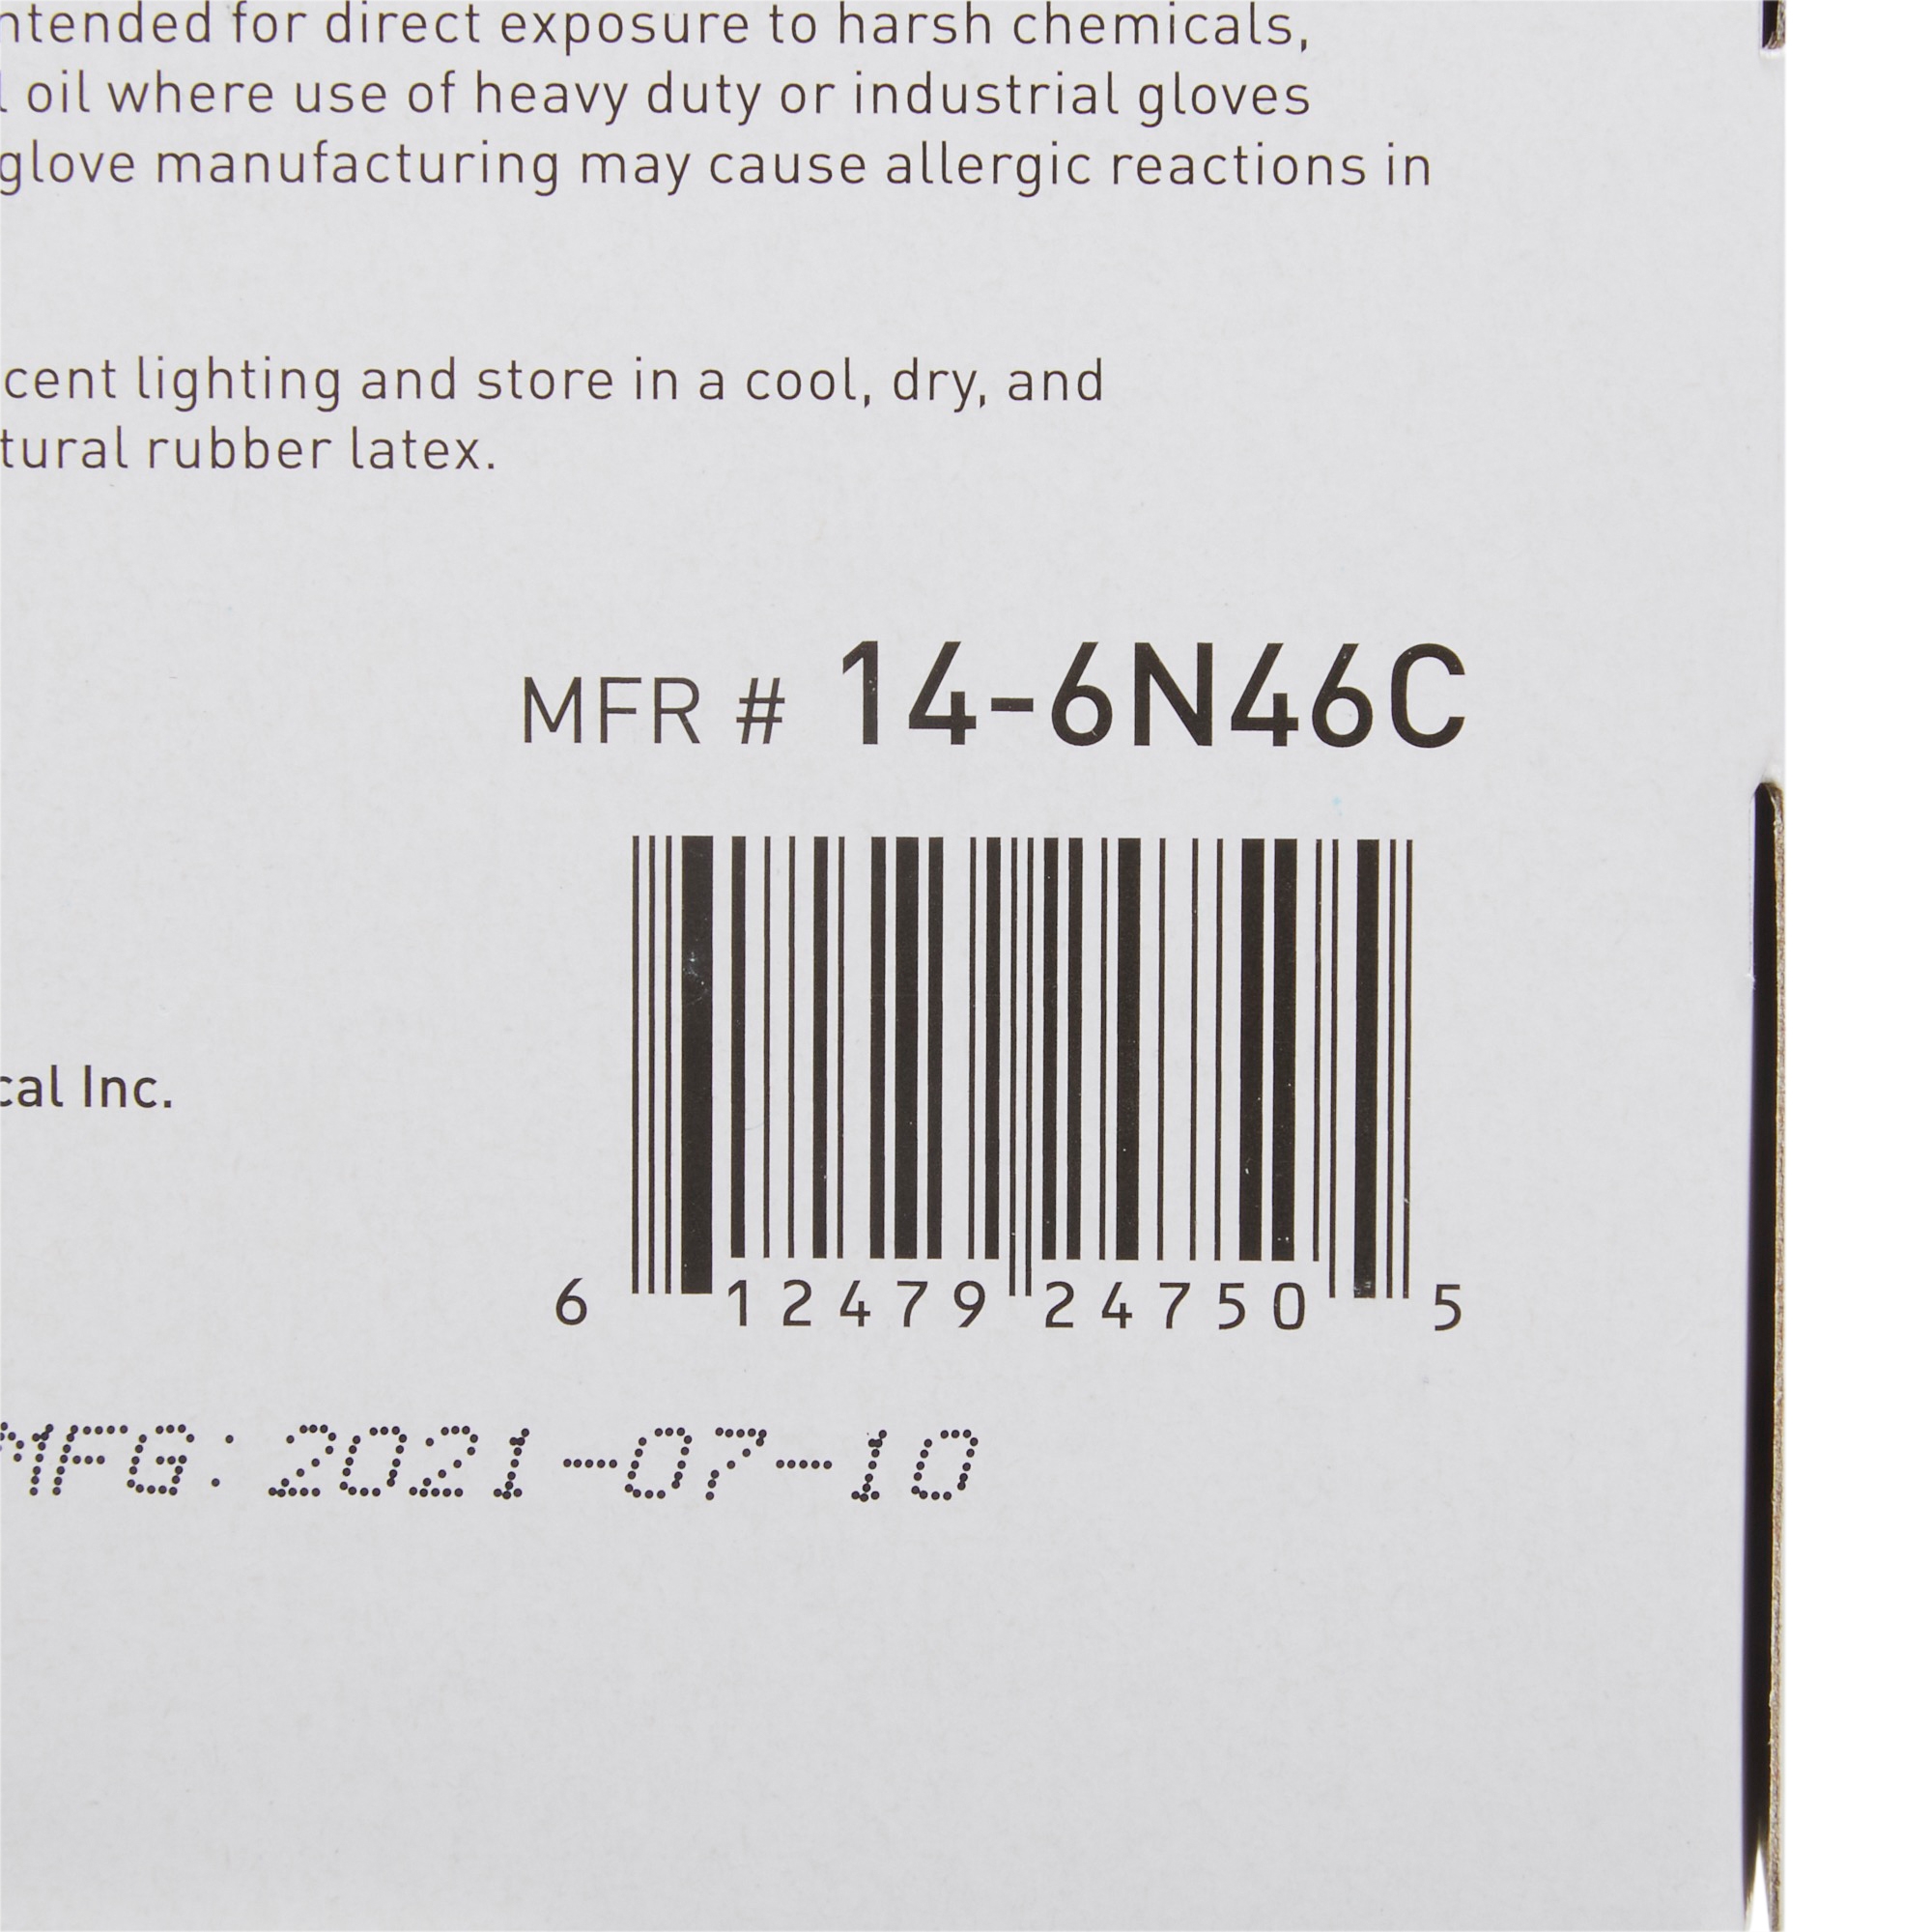 ntended for direct exposure to harsh chemicals,
l oil where use of heavy duty or industrial gloves
glove manufacturing may cause allergic reactions in
cent lighting and store in a cool, dry, and
tural rubber latex.
MFR # 14-6N46C
cal Inc.
6 12479 24750 5
MFG: 2021-07-10